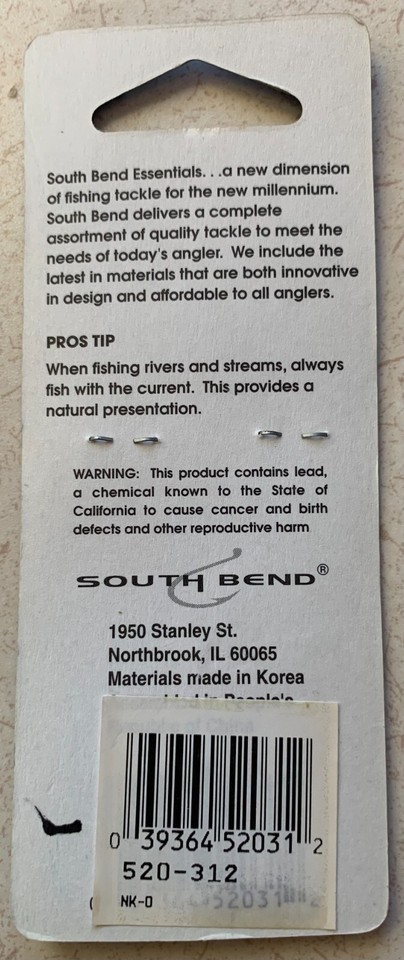 South Bend Essentials. . .a new dimension
of fishing tackle for the new millennium.
South Bend delivers a complete
assortment of quality tackle to meet the
needs of today's angler. We include the
latest in materials that are both innovative
in design and affordable to all anglers.
PROS TIP
When fishing rivers and streams, always
fish with the current. This provides a
natural presentation.
WARNING: This product contains lead,
a chemical known to the State of
California to cause cancer and birth
defects and other reproductive harm
SOUTH BEND®
1950 Stanley St.
Northbrook, IL 60065
Materials made in Korea
in People's
0 39364 52031 2
520-312
NK-0